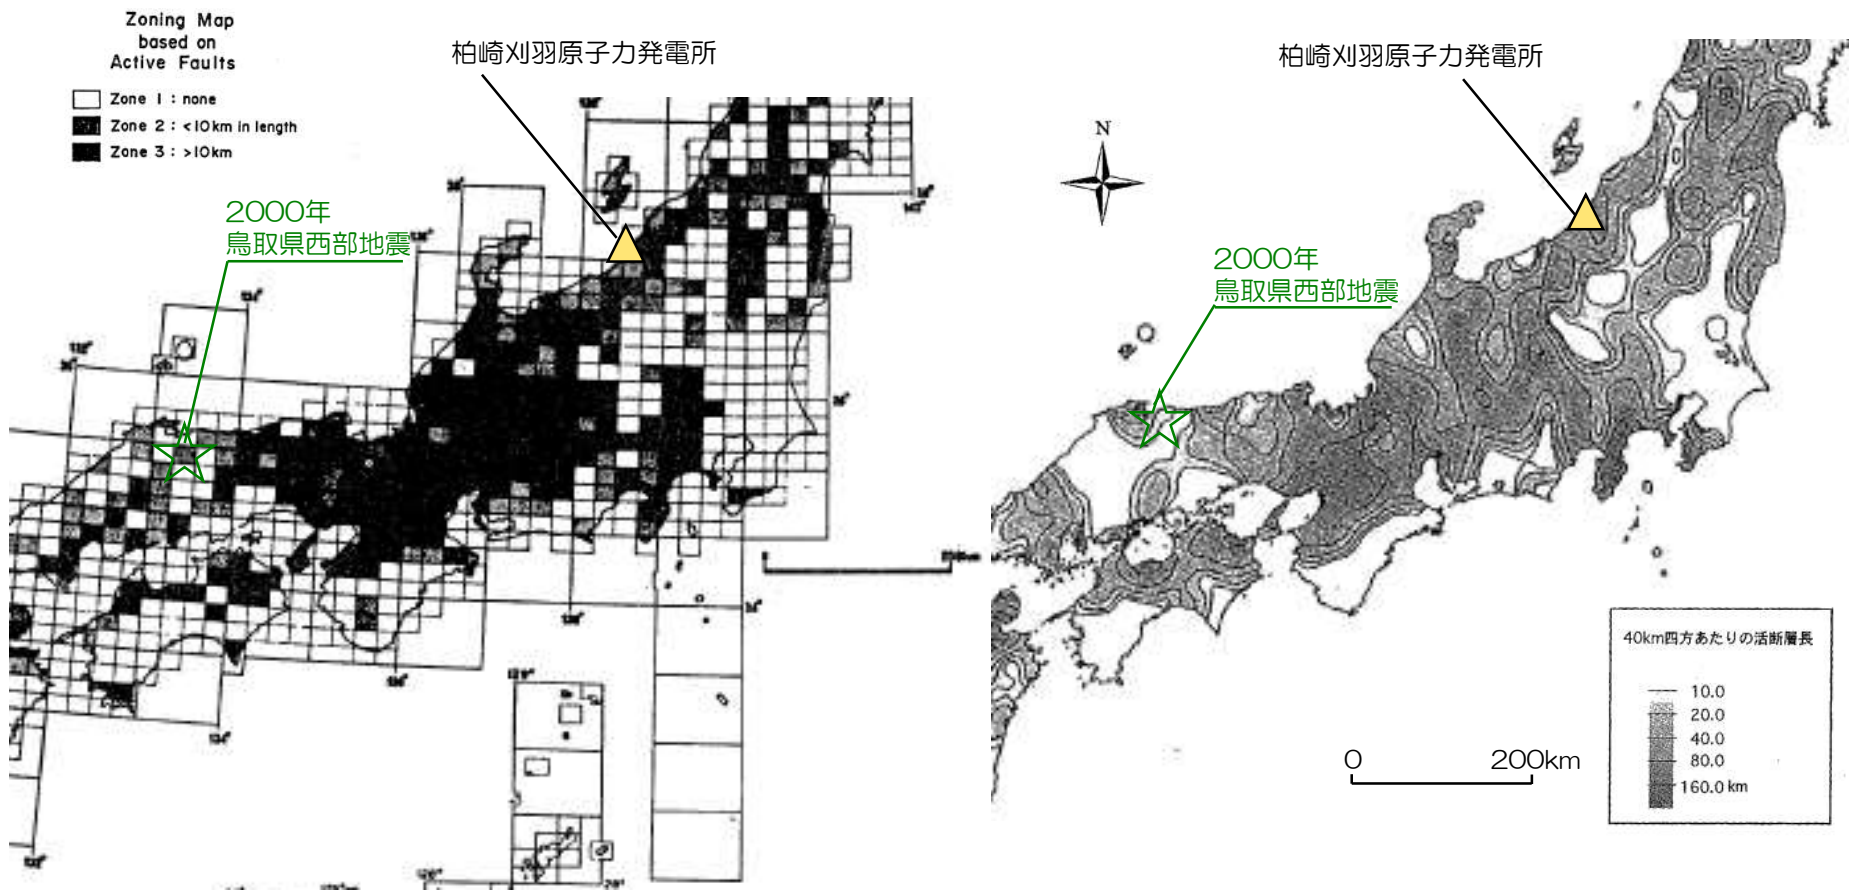 Zoning Map
based on
Active Faults
Zone 1 : none
Zone 2 : <10km in length
Zone 3 : >10km
柏崎刈羽原子力発電所
2000年
鳥取県西部地震
柏崎刈羽原子力発電所
N
2000年
鳥取県西部地震
40km四方あたりの活断層長
10.0
20.0
40.0
80.0
160.0 km
0 200km